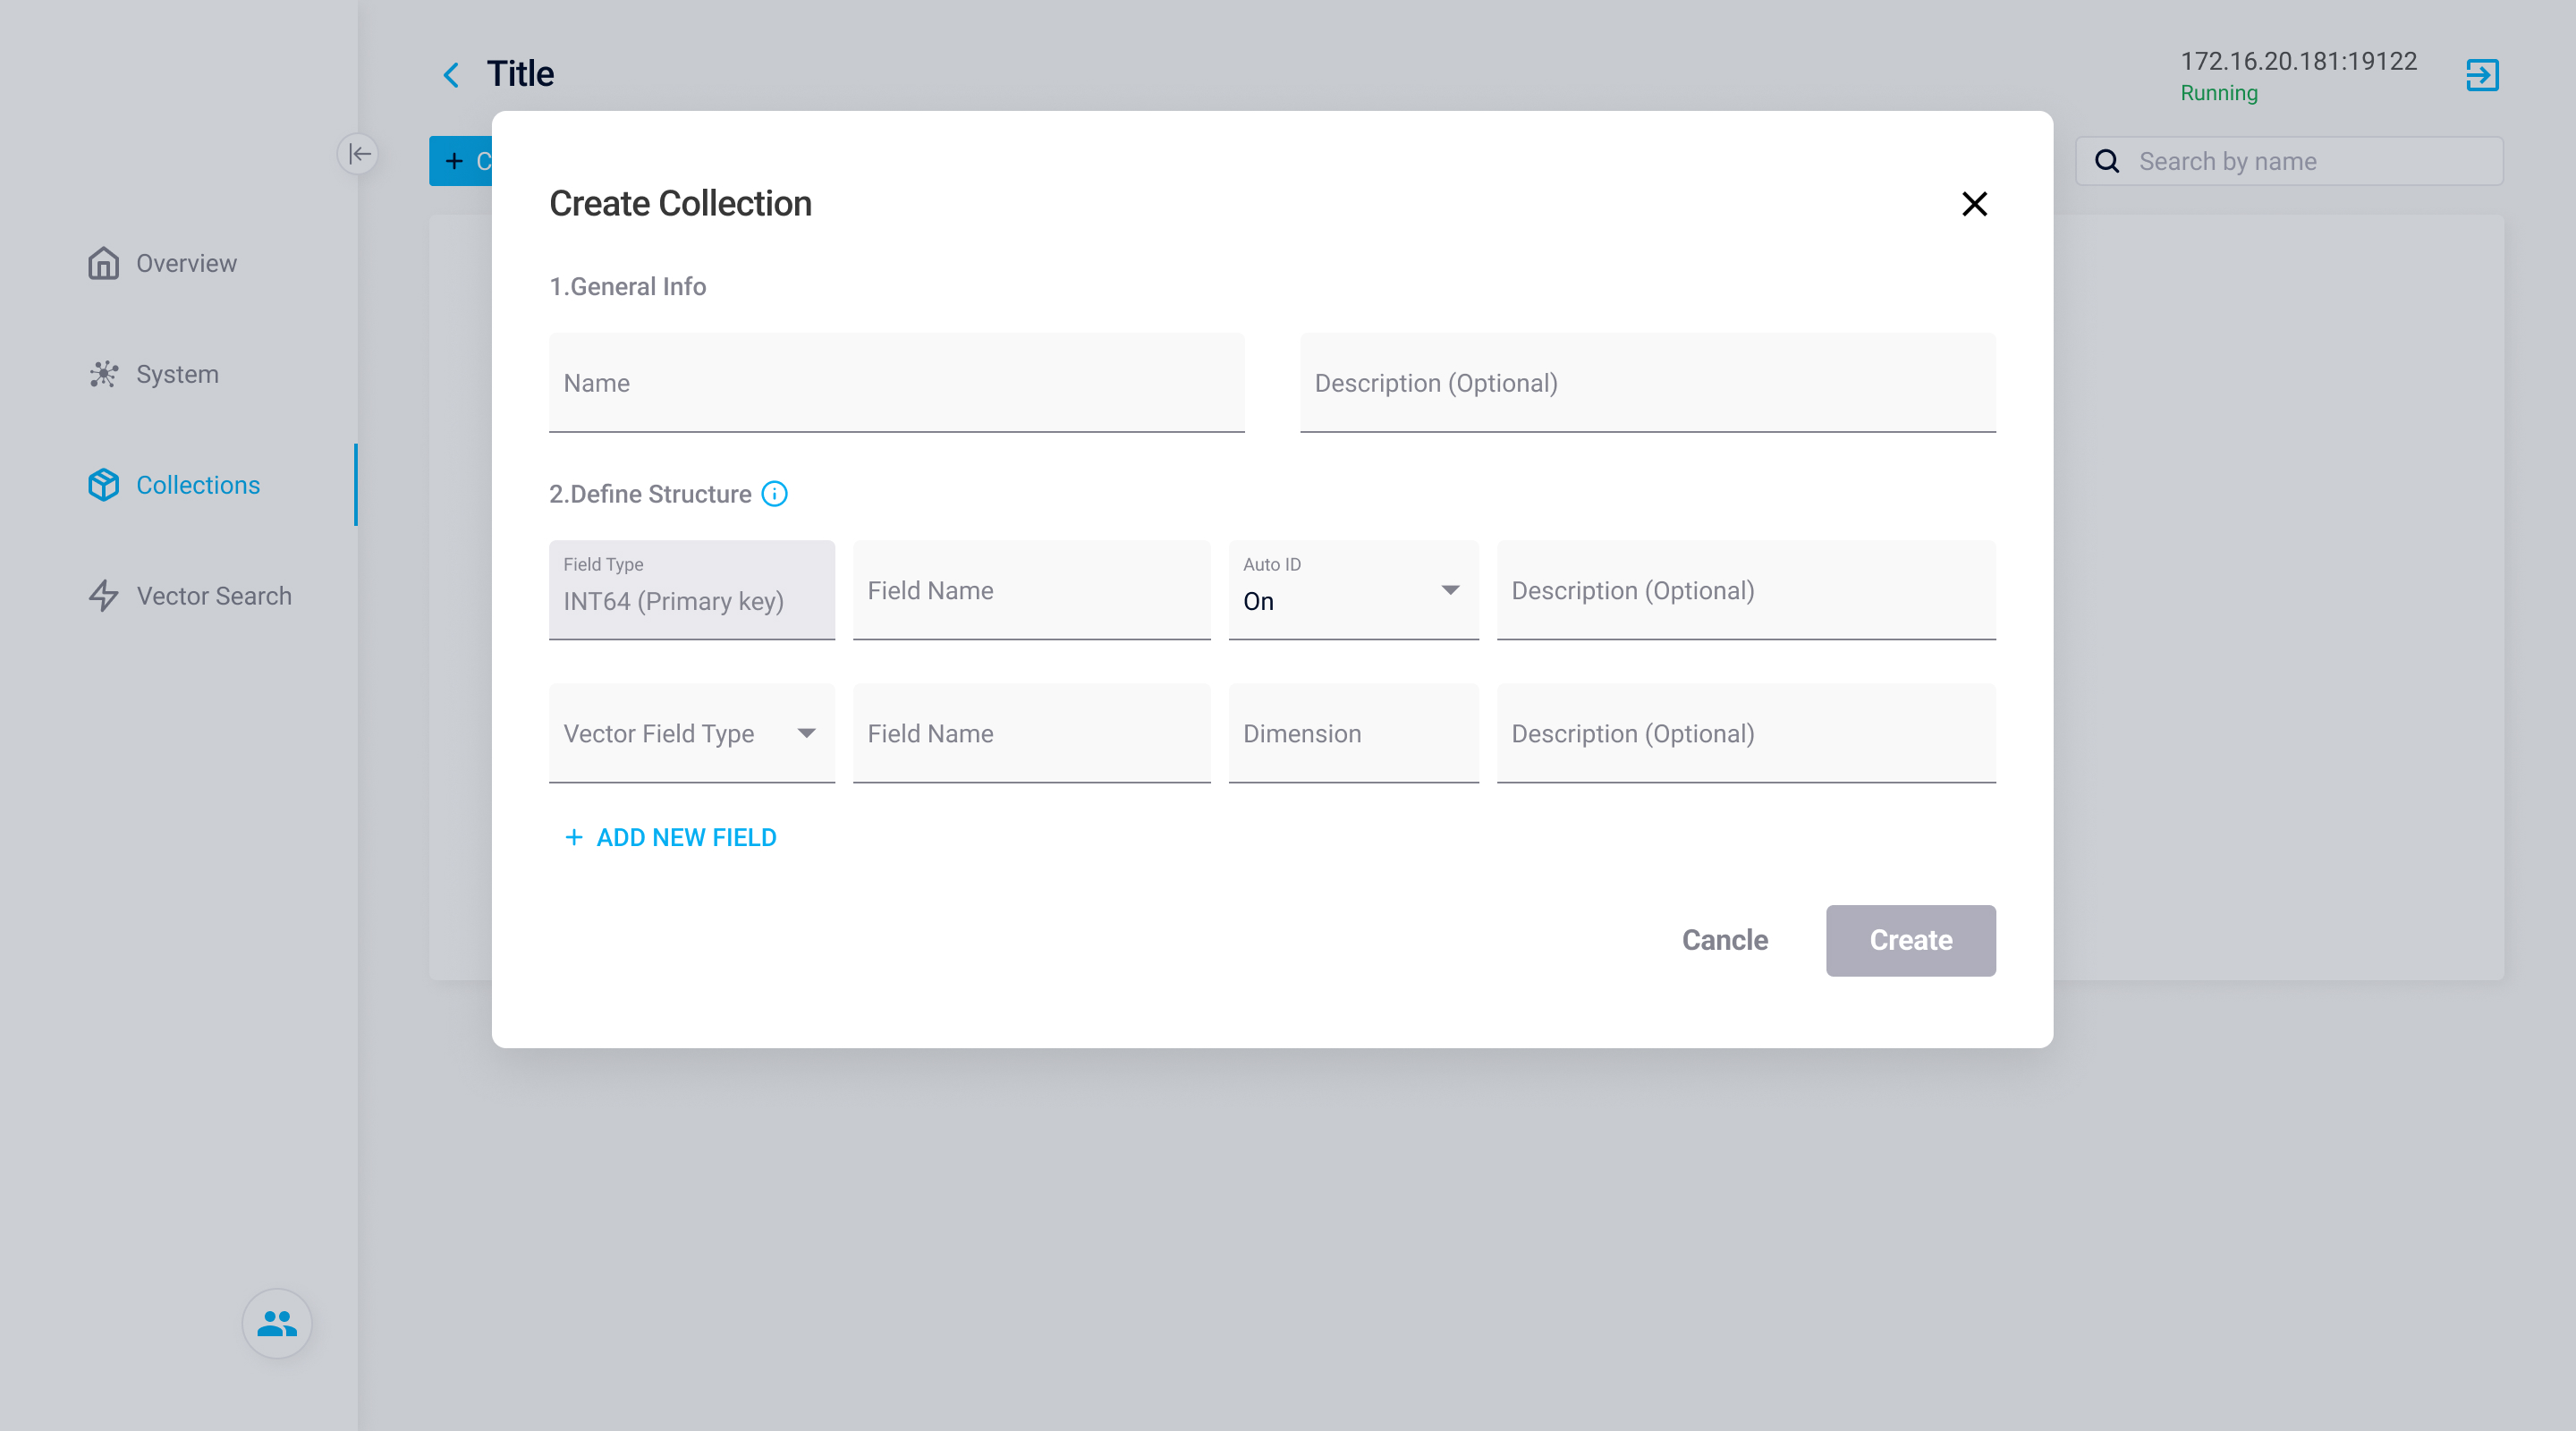 Title
172.16.20.181:19122
Running
+ C
Search by name
Overview
System
Collections
Vector Search
Create Collection
1.General Info
Name
Description (Optional)
2.Define Structure
Field Type
INT64 (Primary key)
Field Name
Auto ID
On
Description (Optional)
Vector Field Type
Field Name
Dimension
Description (Optional)
+ ADD NEW FIELD
Cancle
Create